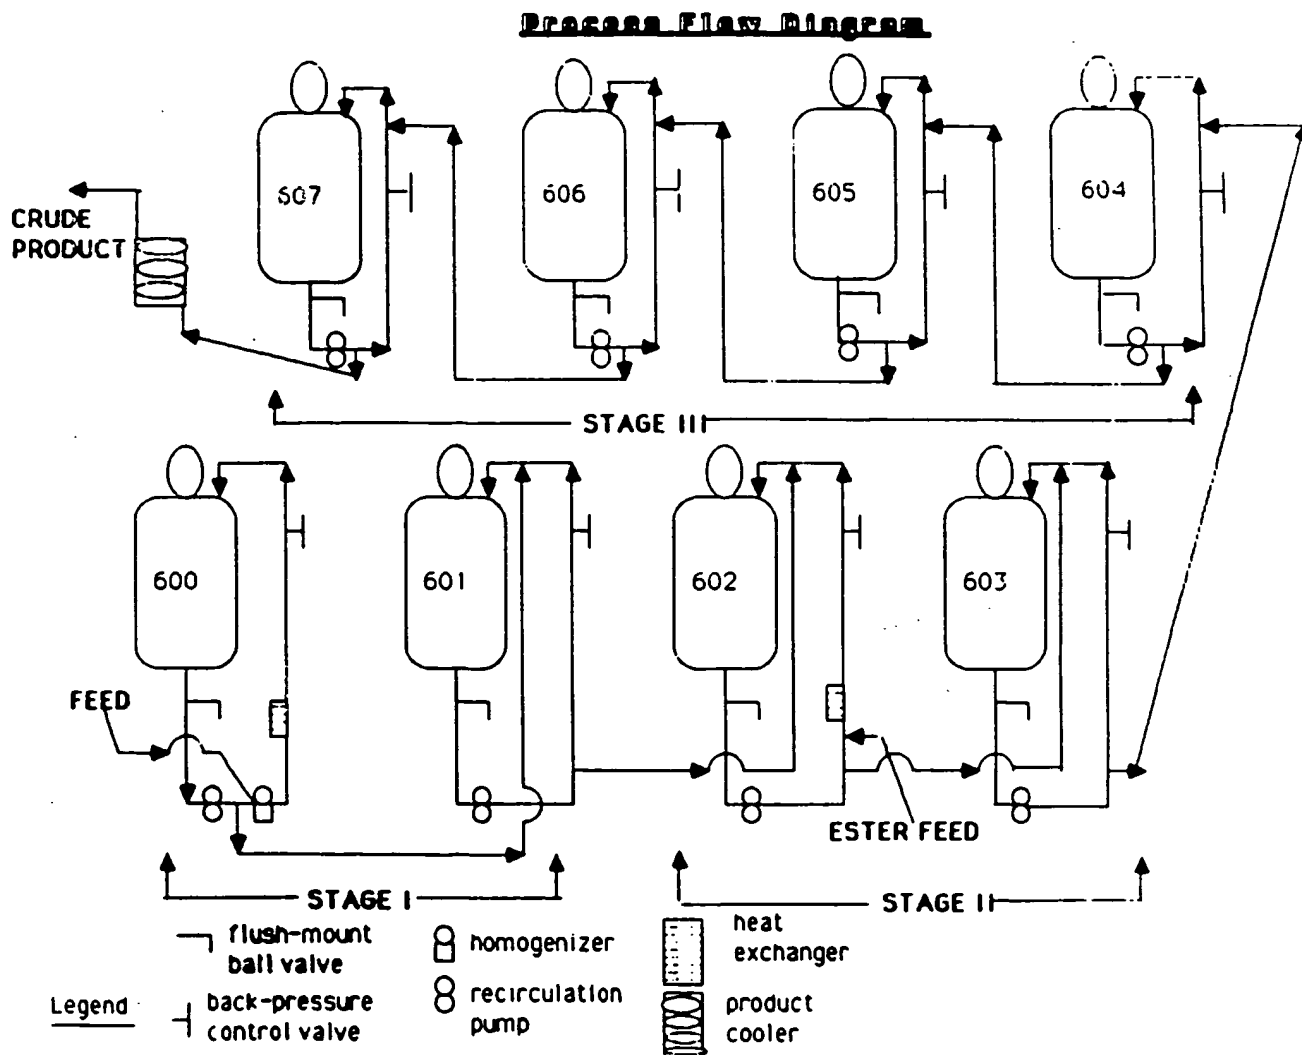 Process Flow Diagram
607
606
605
604
CRUDE
PRODUCT
STAGE III
600
601
602
603
FEED
ESTER FEED
STAGE I
STAGE II
flush-mount
ball valve
homogenizer
heat
exchanger
Legend
back-pressure
control valve
recirculation
pump
product
cooler